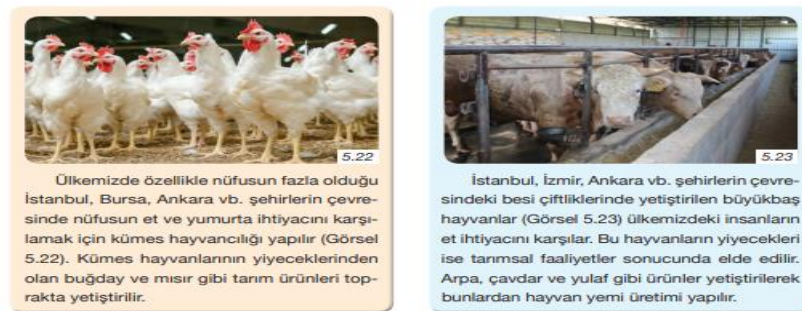 5.22
Ülkemizde özellikle nüfusun fazla olduğu
İstanbul, Bursa, Ankara vb. şehirlerin çevre-
sinde nüfusun et ve yumurta ihtiyacını karşı-
lamak için kümes hayvancılığı yapılır (Görsel
5.22). Kümes hayvanlarının yiyeceklerinden
olan buğday ve mısır gibi tarım ürünleri top-
rakta yetiştirilir.
5.23
İstanbul, İzmir, Ankara vb. şehirlerin çevre-
sindeki besi çiftliklerinde yetiştirilen büyükbaş
hayvanlar (Görsel 5.23) ülkemizdeki insanların
et ihtiyacını karşılar. Bu hayvanların yiyecekleri
ise tarımsal faaliyetler sonucunda elde edilir.
Arpa, çavdar ve yulaf gibi ürünler yetiştirilerek
bunlardan hayvan yemi üretimi yapılır.